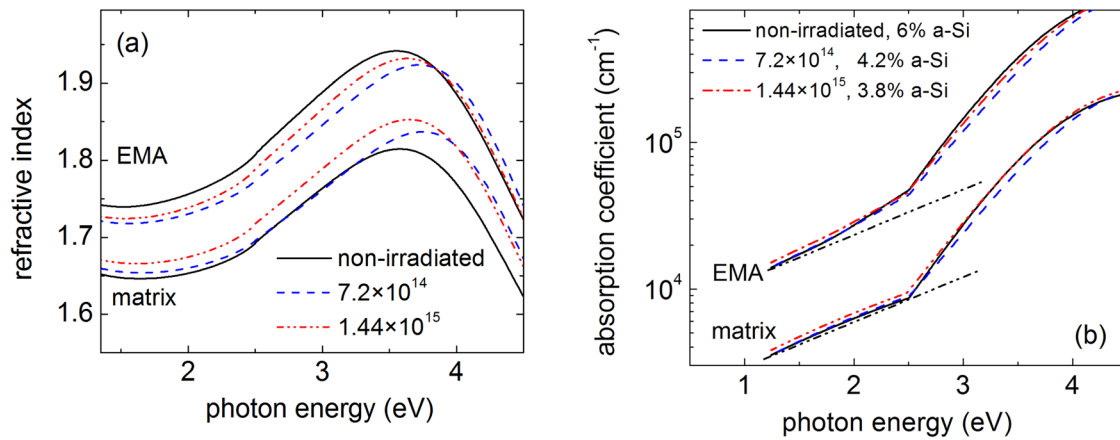 (a)
1.9
1.8
1.7
1.6
refractive index
EMA
matrix
non-irradiated
7.2×10¹⁴
1.44×10¹⁵
2 3 4
photon energy (eV)
non-irradiated, 6% a-Si
7.2×10¹⁴, 4.2% a-Si
1.44×10¹⁵, 3.8% a-Si
10⁵
10⁴
absorption coefficient (cm⁻¹)
EMA
matrix
(b)
1 2 3 4
photon energy (eV)